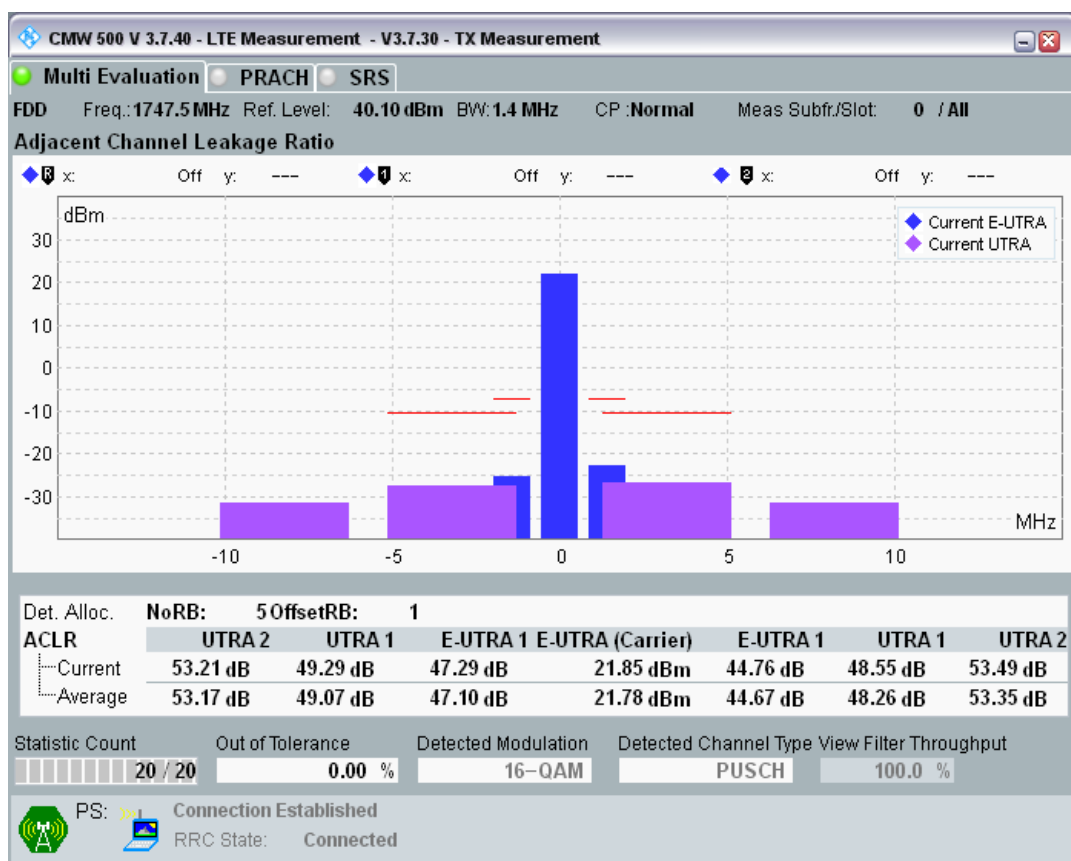 CMW 500 V 3.7.40 - LTE Measurement - V3.7.30 - TX Measurement
Multi Evaluation PRACH SRS
FDD Freq.: 1747.5 MHz Ref. Level: 40.10 dBm BW: 1.4 MHz CP :Normal Meas Subfr./Slot: 0 / All
Adjacent Channel Leakage Ratio
R x: Off y: --- 1 x: Off y: --- 2 x: Off y: ---
dBm
Current E-UTRA
Current UTRA
30
20
10
0
-10
-20
-30
MHz
-10 -5 0 5 10
Det. Alloc. NoRB: 5 OffsetRB: 1
ACLR UTRA 2 UTRA 1 E-UTRA 1 E-UTRA (Carrier) E-UTRA 1 UTRA 1 UTRA 2
Current 53.21 dB 49.29 dB 47.29 dB 21.85 dBm 44.76 dB 48.55 dB 53.49 dB
Average 53.17 dB 49.07 dB 47.10 dB 21.78 dBm 44.67 dB 48.26 dB 53.35 dB
Statistic Count Out of Tolerance Detected Modulation Detected Channel Type View Filter Throughput
20 / 20 0.00 % 16-QAM PUSCH 100.0 %
PS: Connection Established
RRC State: Connected